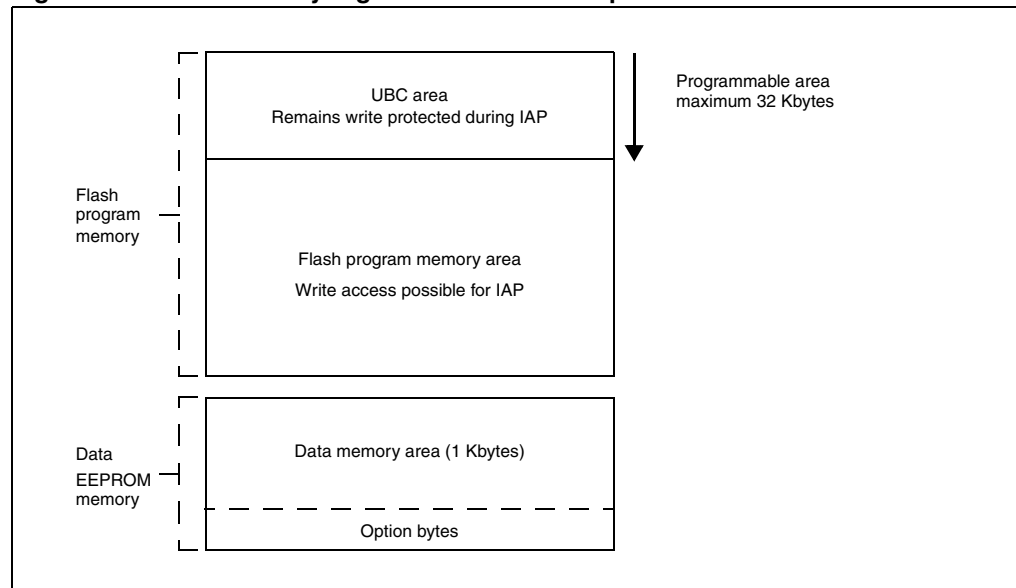 UBC area
Remains write protected during IAP
Programmable area
maximum 32 Kbytes
Flash
program
memory
Flash program memory area
Write access possible for IAP
Data
EEPROM
memory
Data memory area (1 Kbytes)
Option bytes